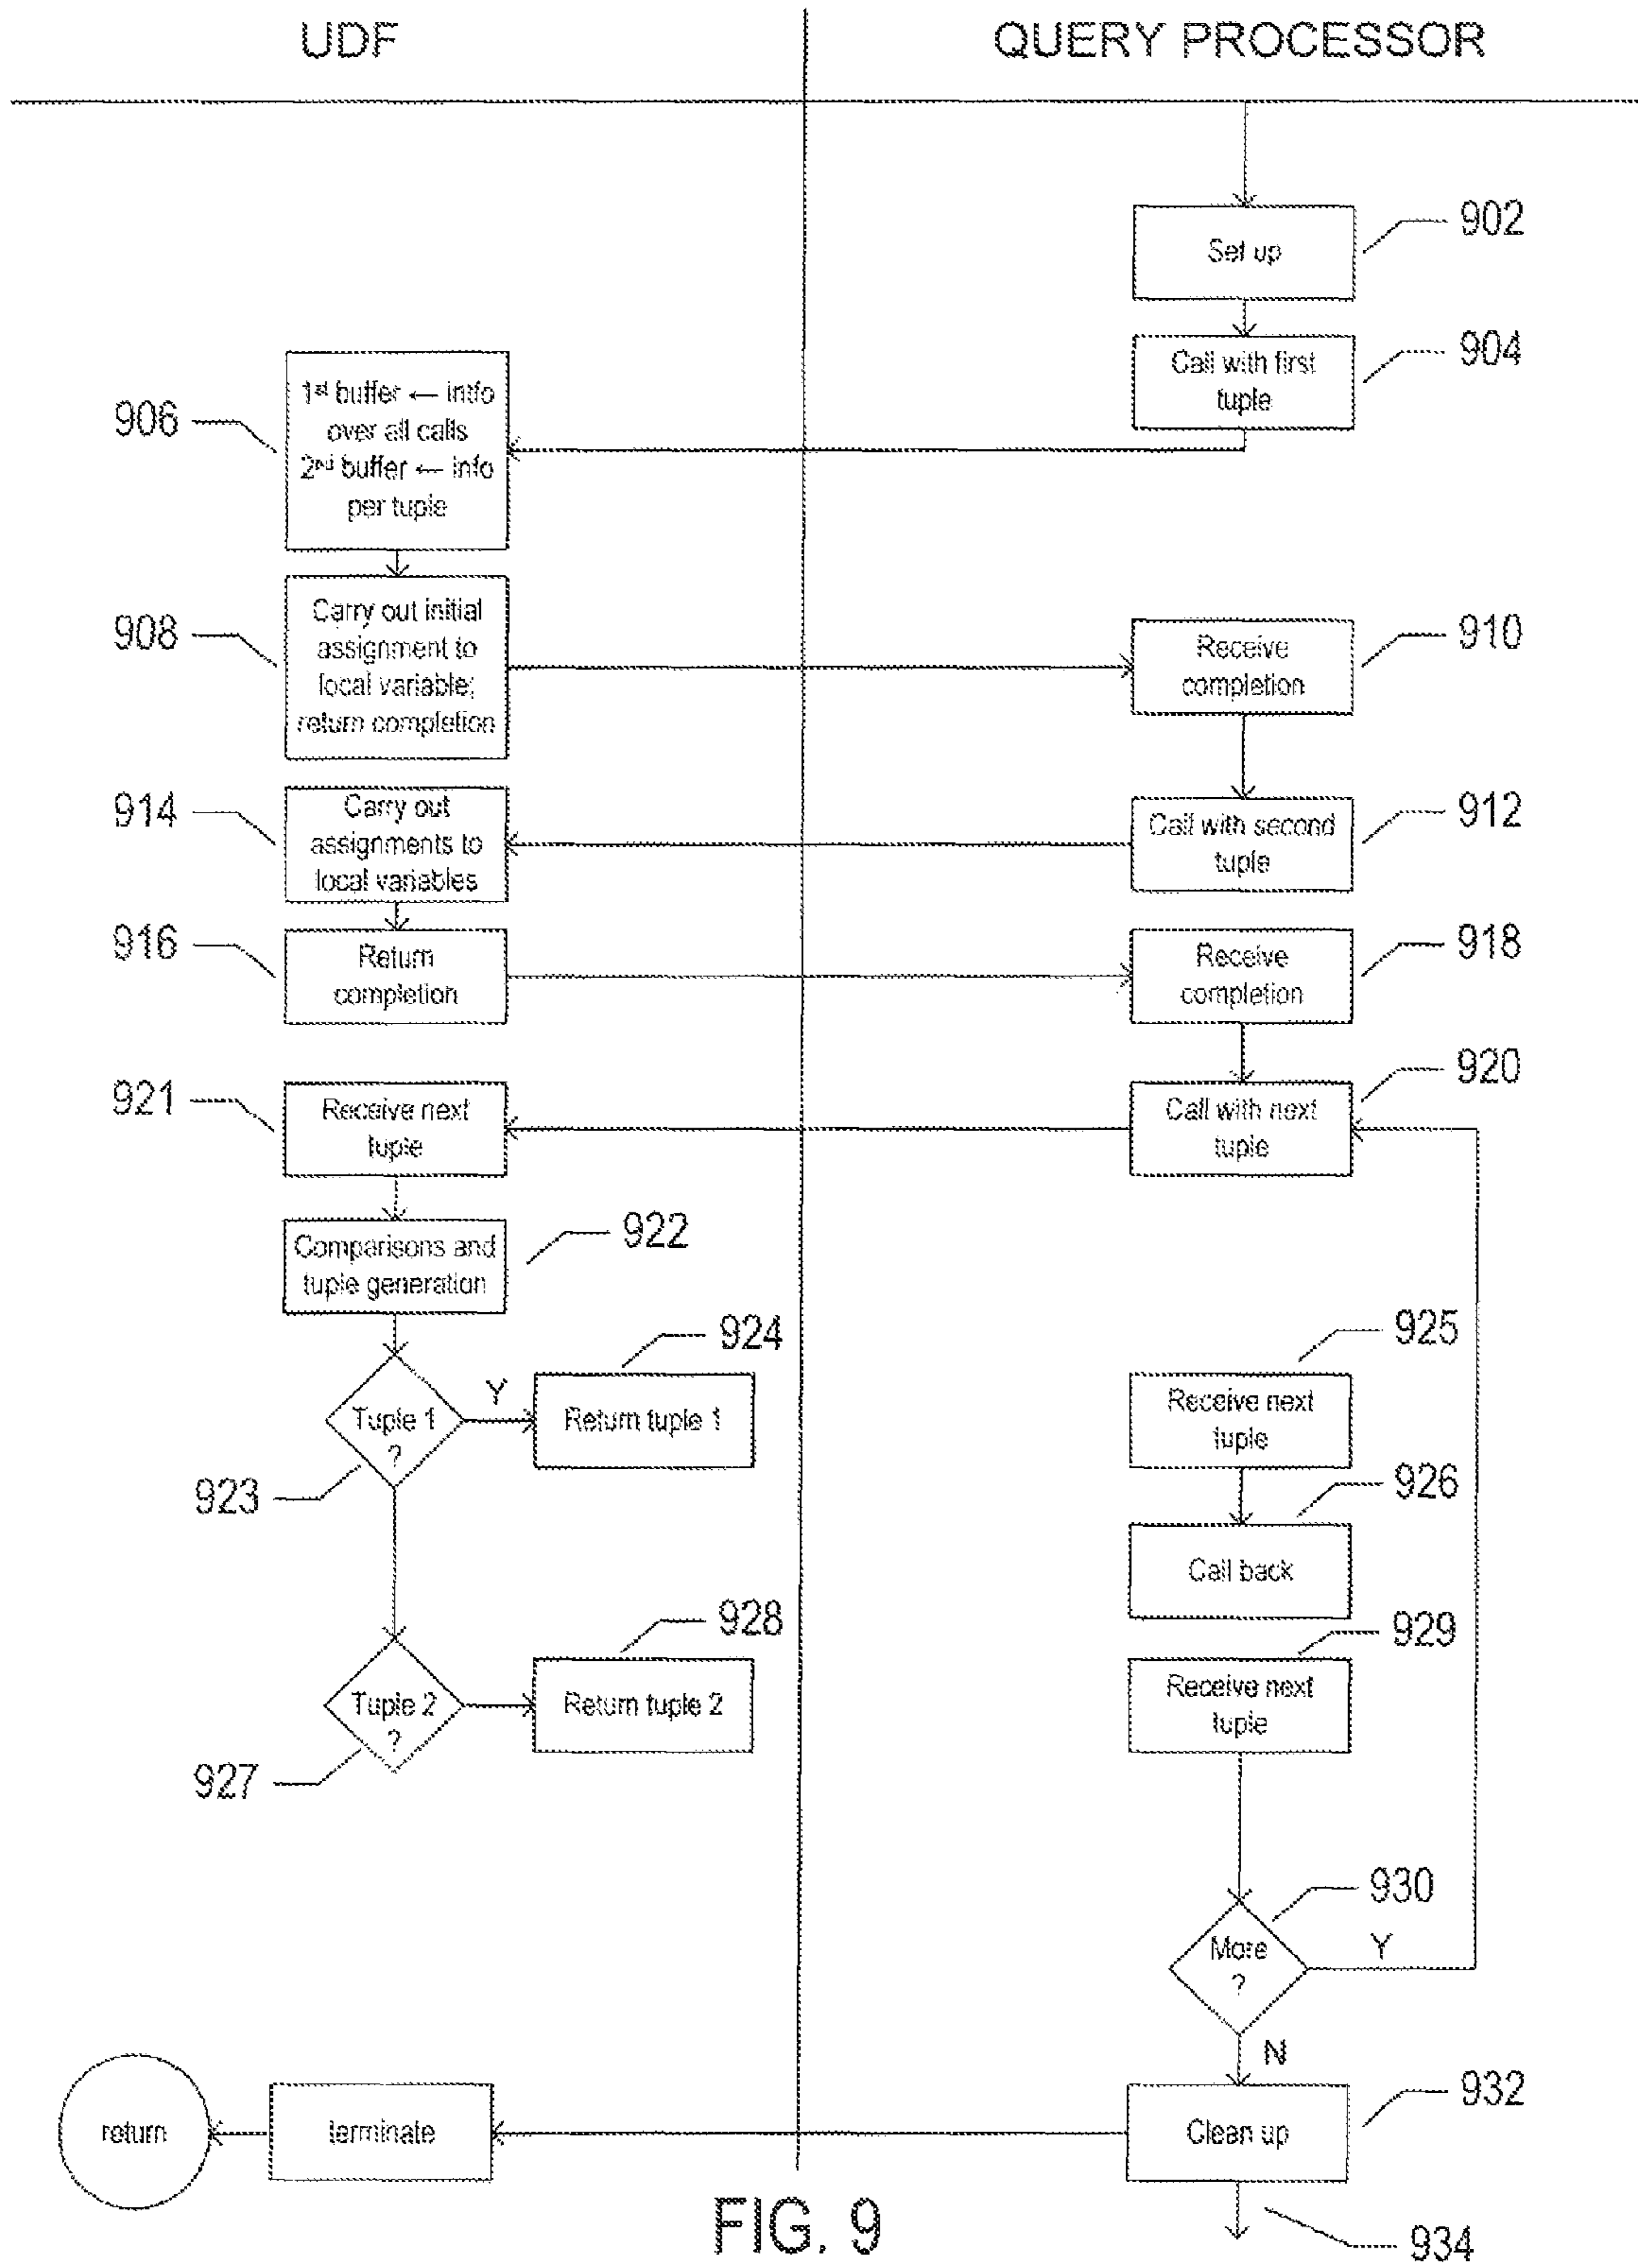 UDF
QUERY PROCESSOR
902
Set up
904
Call with first
tuple
906
1st buffer ← intfo
over all calls
2nd buffer ← info
per tuple
908
Carry out initial
assignment to
local variable;
return completion
910
Receive
completion
914
Carry out
assignments to
local variables
912
Call with second
tuple
916
Return
completion
918
Receive
completion
921
Receive next
tuple
920
Call with next
tuple
922
Comparisons and
tuple generation
924
Tuple 1
?
Y
Return tuple 1
923
925
Receive next
tuple
926
Call back
928
Tuple 2
?
Return tuple 2
927
929
Receive next
tuple
930
More
?
Y
N
932
Clean up
terminate
return
934
FIG. 9